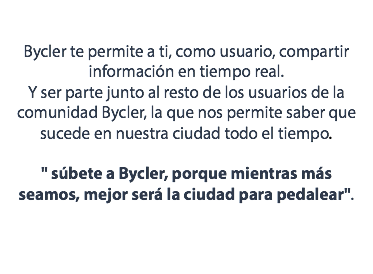 Bycler te permite a ti, como usuario, compartir
información en tiempo real.
Y ser parte junto al resto de los usuarios de la
comunidad Bycler, la que nos permite saber que
sucede en nuestra ciudad todo el tiempo.
" súbete a Bycler, porque mientras más
seamos, mejor será la ciudad para pedalear".